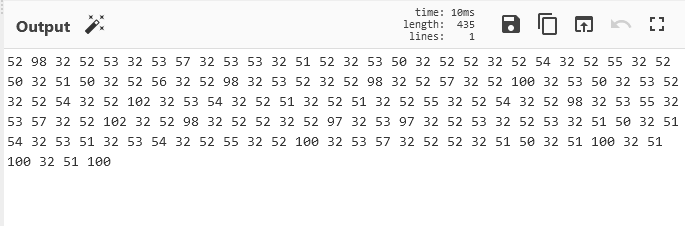 Output
time: 10ms
length: 435
lines: 1
52 98 32 52 53 32 53 57 32 53 53 32 51 52 32 53 50 32 52 52 32 52 54 32 52 55 32 52
50 32 51 50 32 52 56 32 52 98 32 53 52 32 52 98 32 52 57 32 52 100 32 53 50 32 53 52
32 52 54 32 52 102 32 53 54 32 52 51 32 52 51 32 52 55 32 52 54 32 52 98 32 53 55 32
53 57 32 52 102 32 52 98 32 52 52 32 52 97 32 53 97 32 52 53 32 52 53 32 51 50 32 51
54 32 53 51 32 53 54 32 52 55 32 52 100 32 53 57 32 52 52 32 51 50 32 51 100 32 51
100 32 51 100